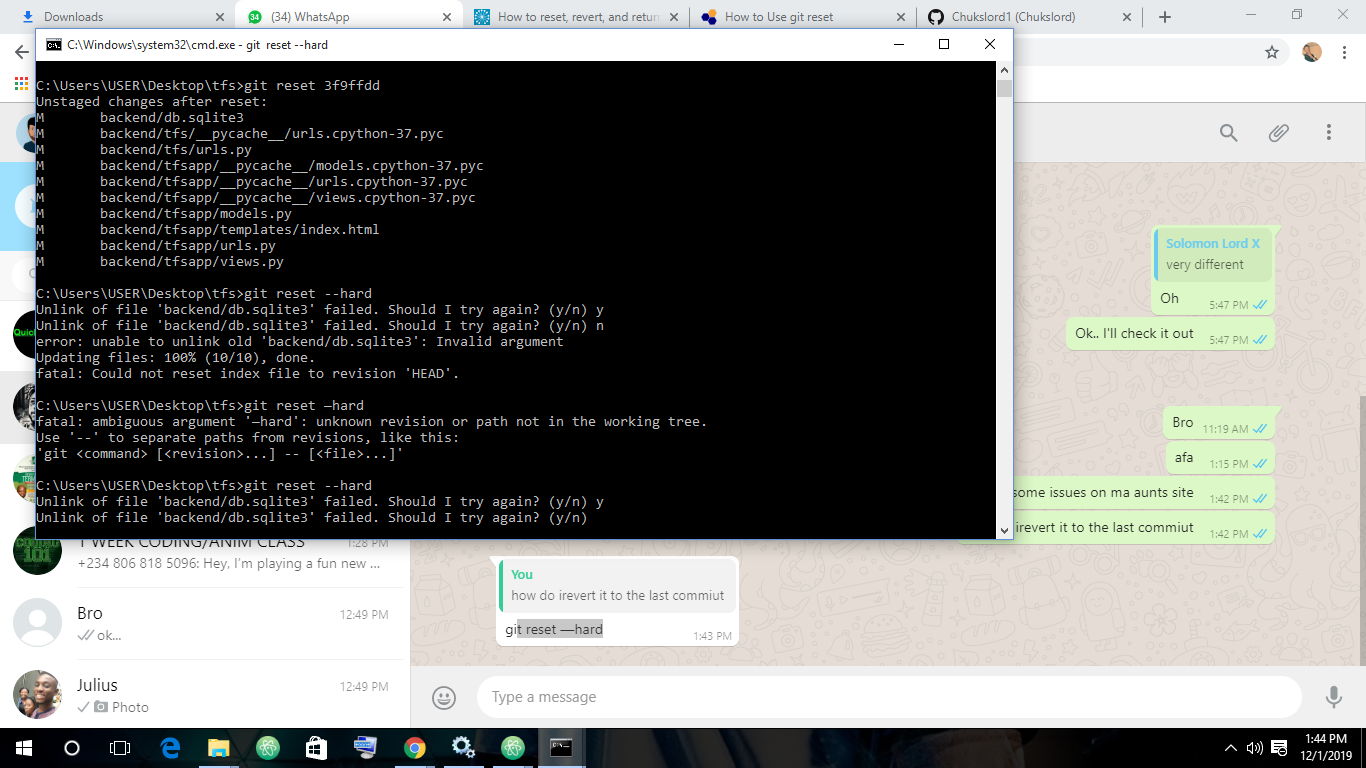 Downloads
(34) WhatsApp
How to reset, revert, and return
How to Use git reset
Chukslord1 (Chukslord)
C:\Windows\system32\cmd.exe - git reset --hard
C:\Users\USER\Desktop\tfs>git reset 3f9ffdd
Unstaged changes after reset:
M backend/db.sqlite3
M backend/tfs/__pycache__/urls.cpython-37.pyc
M backend/tfs/urls.py
M backend/tfsapp/__pycache__/models.cpython-37.pyc
M backend/tfsapp/__pycache__/urls.cpython-37.pyc
M backend/tfsapp/__pycache__/views.cpython-37.pyc
M backend/tfsapp/models.py
M backend/tfsapp/templates/index.html
M backend/tfsapp/urls.py
M backend/tfsapp/views.py
C:\Users\USER\Desktop\tfs>git reset --hard
Unlink of file 'backend/db.sqlite3' failed. Should I try again? (y/n) y
Unlink of file 'backend/db.sqlite3' failed. Should I try again? (y/n) n
error: unable to unlink old 'backend/db.sqlite3': Invalid argument
Updating files: 100% (10/10), done.
fatal: Could not reset index file to revision 'HEAD'.
C:\Users\USER\Desktop\tfs>git reset —hard
fatal: ambiguous argument '—hard': unknown revision or path not in the working tree.
Use '--' to separate paths from revisions, like this:
'git <command> [<revision>...] -- [<file>...]'
C:\Users\USER\Desktop\tfs>git reset --hard
Unlink of file 'backend/db.sqlite3' failed. Should I try again? (y/n) y
Unlink of file 'backend/db.sqlite3' failed. Should I try again? (y/n)
Solomon Lord X
very different
Oh 5:47 PM
Ok.. I'll check it out 5:47 PM
Bro 11:19 AM
afa 1:15 PM
some issues on ma aunts site 1:42 PM
irevert it to the last commiut 1:42 PM
You
how do irevert it to the last commiut
git reset —hard 1:43 PM
Type a message
Quick
1 WEEK CODING/ANIM CLASS 1:28 PM
+234 806 818 5096: Hey, I'm playing a fun new ...
Bro 12:49 PM
ok...
Julius 12:49 PM
Photo
1:44 PM
12/1/2019